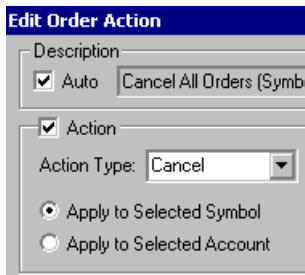 Edit Order Action
Description
Auto Cancel All Orders (Symb
Action
Action Type: Cancel
Apply to Selected Symbol
Apply to Selected Account